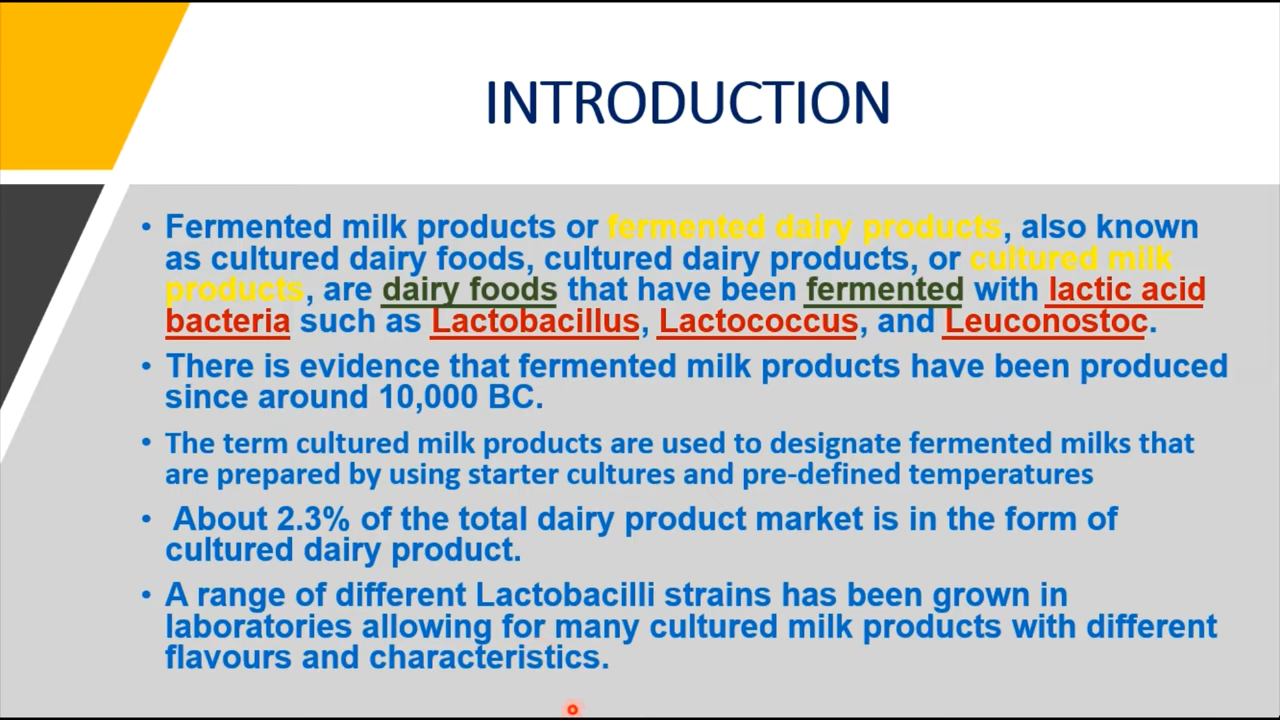 INTRODUCTION
• Fermented milk products or fermented dairy products, also known
as cultured dairy foods, cultured dairy products, or cultured milk
products, are dairy foods that have been fermented with lactic acid
bacteria such as Lactobacillus, Lactococcus, and Leuconostoc.
• There is evidence that fermented milk products have been produced
since around 10,000 BC.
• The term cultured milk products are used to designate fermented milks that
are prepared by using starter cultures and pre-defined temperatures
• About 2.3% of the total dairy product market is in the form of
cultured dairy product.
• A range of different Lactobacilli strains has been grown in
laboratories allowing for many cultured milk products with different
flavours and characteristics.